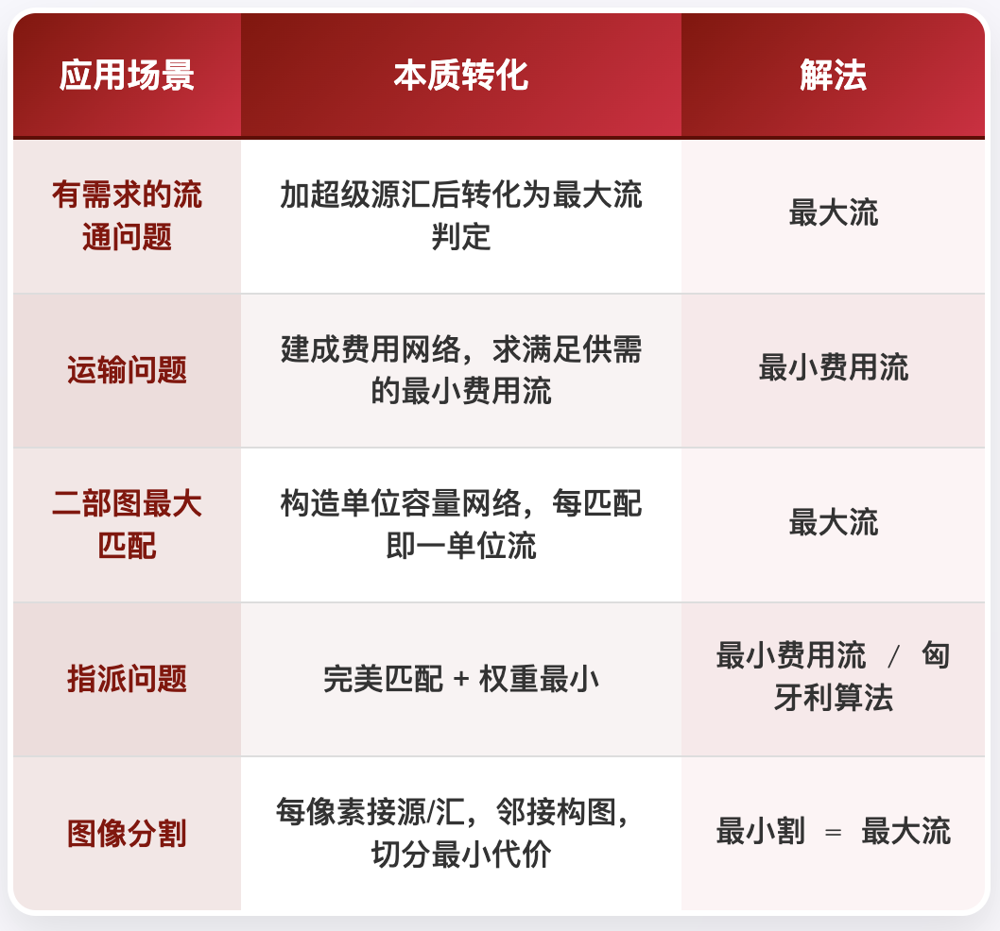 应用场景 本质转化 解法
有需求的流
通问题
加超级源汇后转化为最大流
判定
最大流
运输问题
建成费用网络，求满足供需
的最小费用流
最小费用流
二部图最大
匹配
构造单位容量网络，每匹配
即一单位流
最大流
指派问题
完美匹配 + 权重最小
最小费用流 / 匈
牙利算法
图像分割
每像素接源/汇，邻接构图，
切分最小代价
最小割 = 最大流